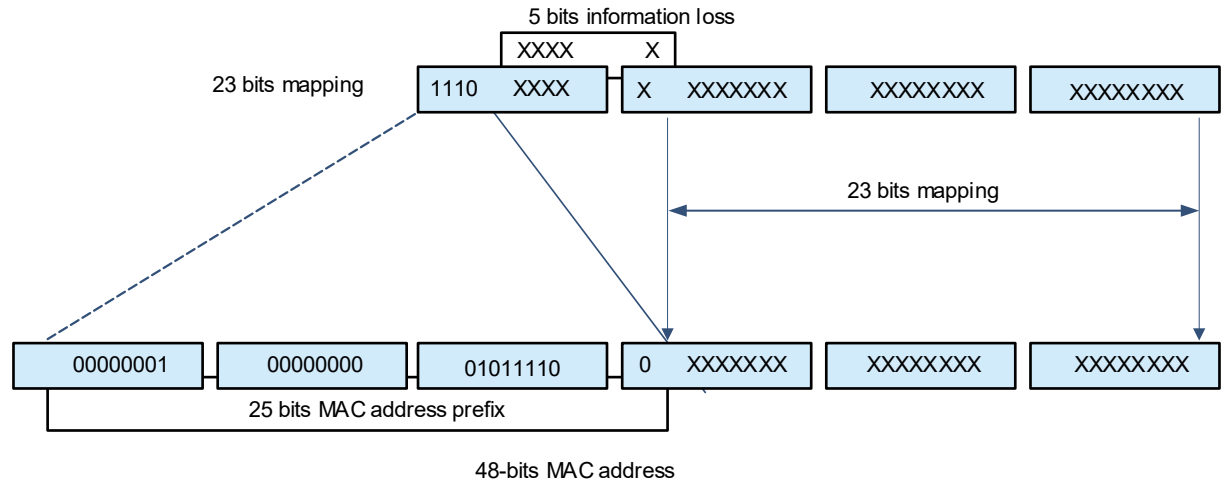 5 bits information loss
XXXX X
23 bits mapping 1110 XXXX X XXXXXXX XXXXXXXX XXXXXXXX
23 bits mapping
00000001 00000000 01011110 0 XXXXXXX XXXXXXXX XXXXXXXX
25 bits MAC address prefix
48-bits MAC address